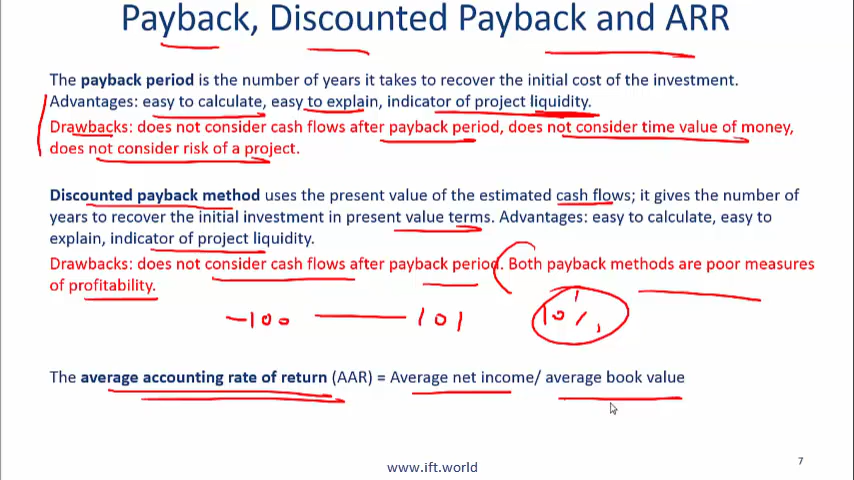 Payback, Discounted Payback and ARR
The payback period is the number of years it takes to recover the initial cost of the investment.
Advantages: easy to calculate, easy to explain, indicator of project liquidity.
Drawbacks: does not consider cash flows after payback period, does not consider time value of money,
does not consider risk of a project.
Discounted payback method uses the present value of the estimated cash flows; it gives the number of
years to recover the initial investment in present value terms. Advantages: easy to calculate, easy to
explain, indicator of project liquidity.
Drawbacks: does not consider cash flows after payback period. Both payback methods are poor measures
of profitability.
-100 101 10%
The average accounting rate of return (AAR) = Average net income/ average book value
7
www.ift.world